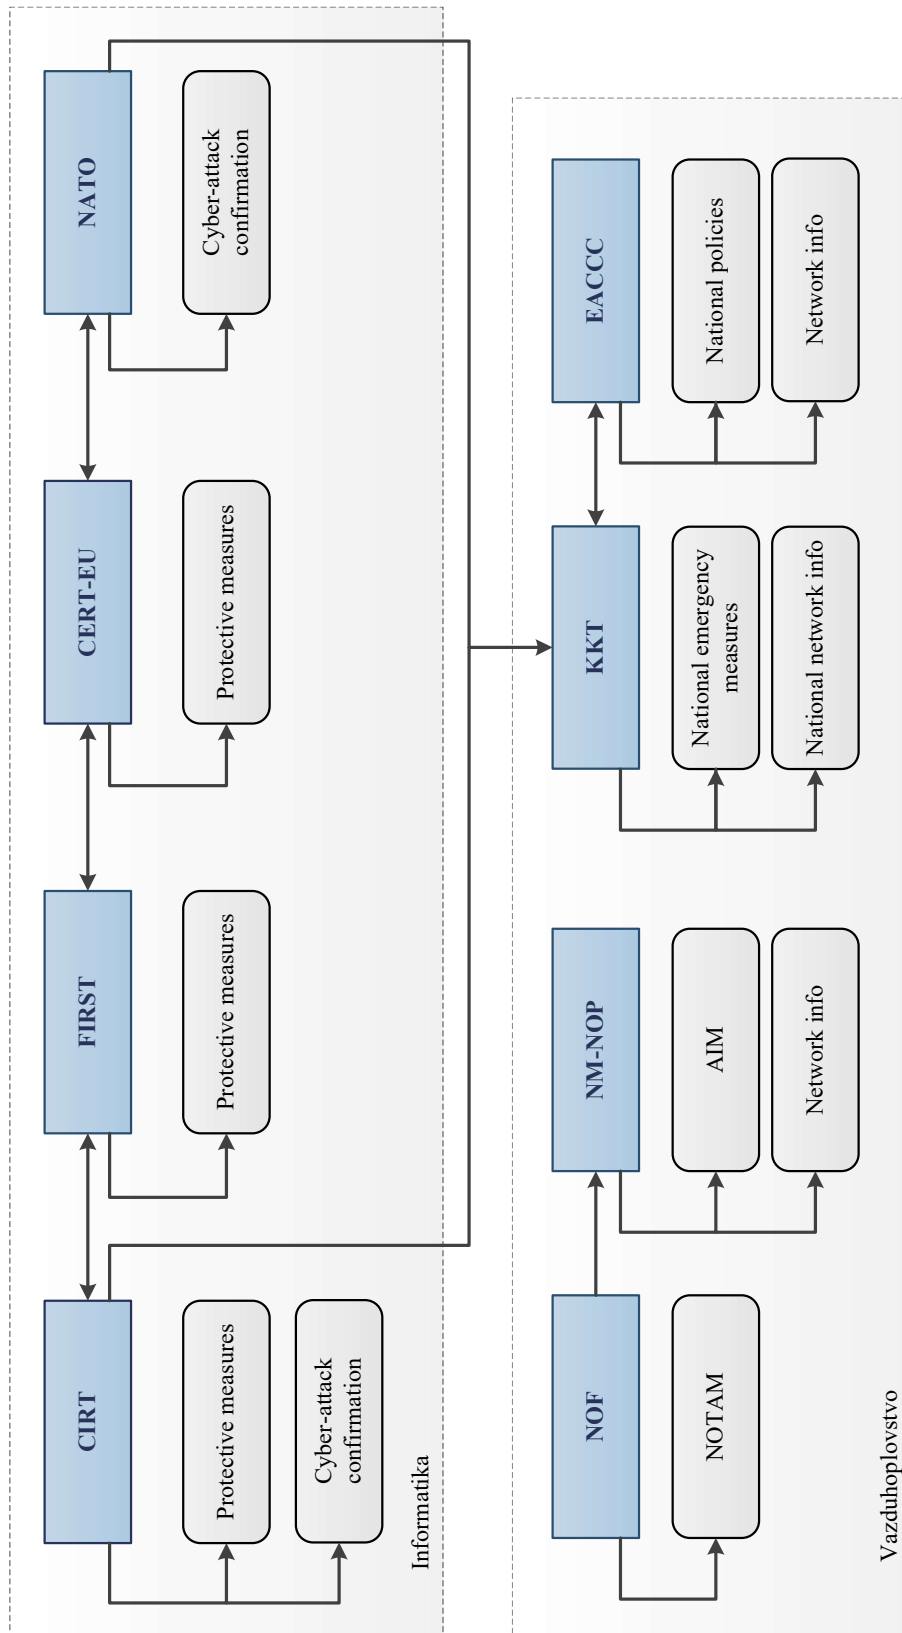 CIRT
Protective measures
Cyber-attack
confirmation
FIRST
Protective measures
CERT-EU
Protective measures
NATO
Cyber-attack
confirmation
Informatika
NOF
NOTAM
NM-NOP
AIM
Network info
KKT
National emergency
measures
National network info
EACCC
National policies
Network info
Vazduhoplovstvo